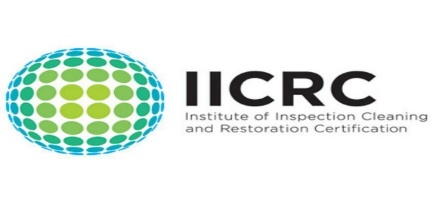 IICRC
Institute of Inspection Cleaning
and Restoration Certification